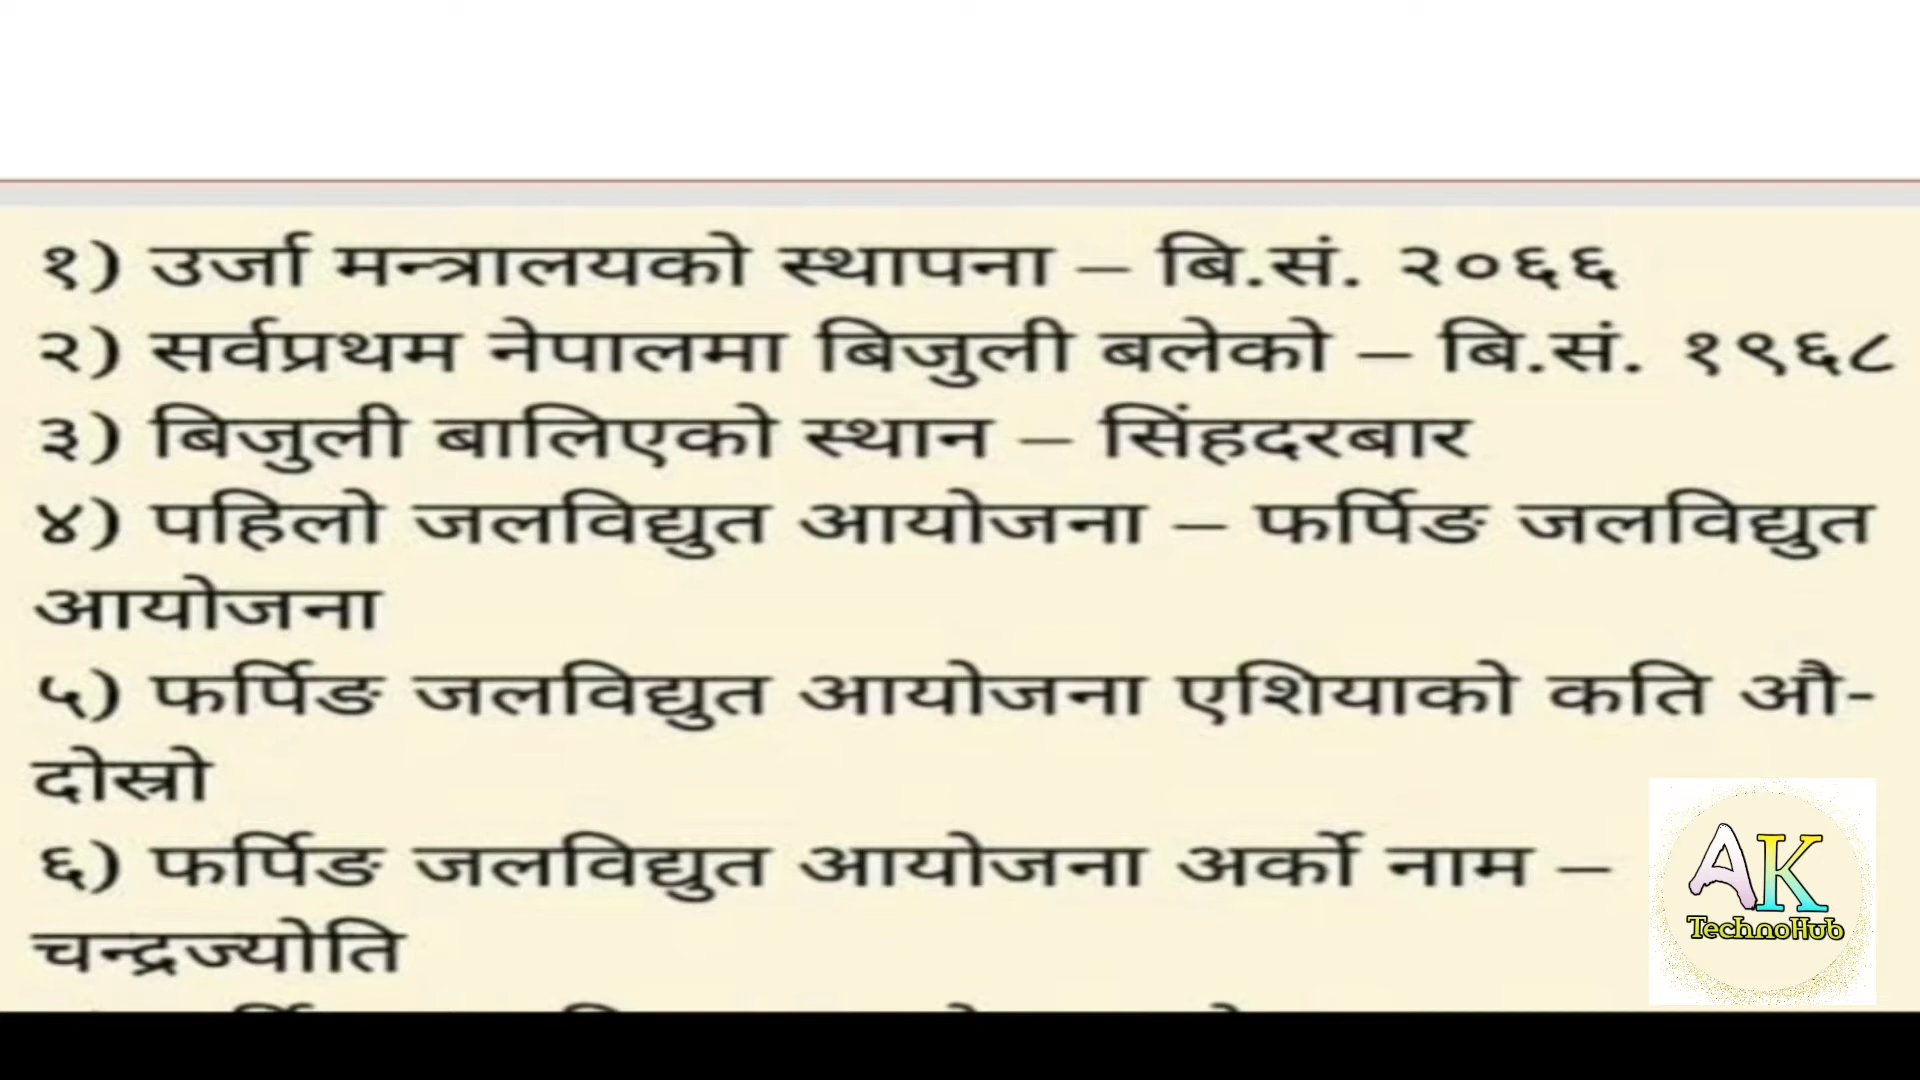 १) उर्जा मन्त्रालयको स्थापना – बि.सं. २०६६
२) सर्वप्रथम नेपालमा बिजुली बलेको – बि.सं. १९६८
३) बिजुली बालिएको स्थान – सिंहदरबार
४) पहिलो जलविद्युत आयोजना – फर्पिङ जलविद्युत
आयोजना
५) फर्पिङ जलविद्युत आयोजना एशियाको कति औ-
दोस्रो
६) फर्पिङ जलविद्युत आयोजना अर्को नाम –
चन्द्रज्योति
AK
TechnoHub